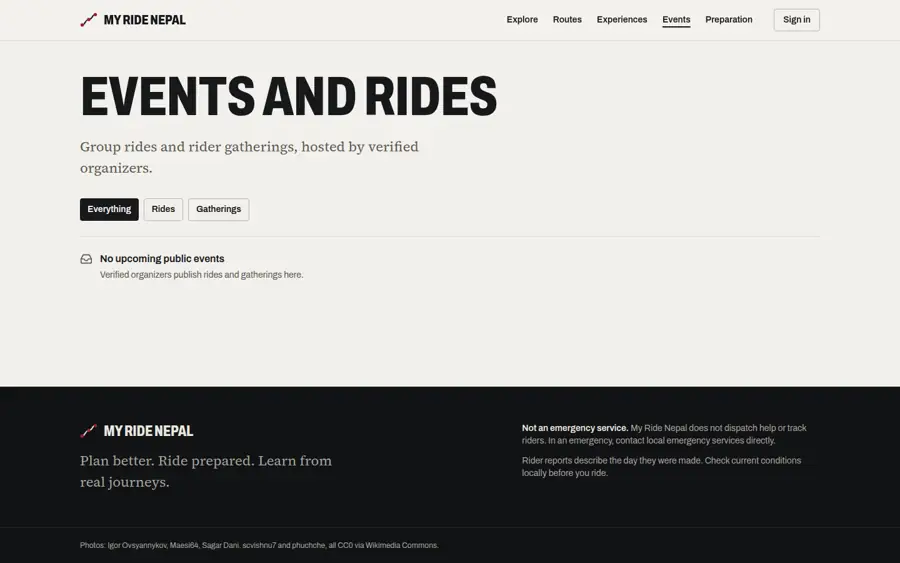 MY RIDE NEPAL
Explore
Routes
Experiences
Events
Preparation
Sign in
EVENTS AND RIDES
Group rides and rider gatherings, hosted by verified
organizers.
Everything
Rides
Gatherings
No upcoming public events
Verified organizers publish rides and gatherings here.
MY RIDE NEPAL
Plan better. Ride prepared. Learn from
real journeys.
Not an emergency service. My Ride Nepal does not dispatch help or track
riders. In an emergency, contact local emergency services directly.
Rider reports describe the day they were made. Check current conditions
locally before you ride.
Photos: Igor Ovsyannykov, Maesi64, Sagar Dani, scvishnu7 and phuchche, all CC0 via Wikimedia Commons.